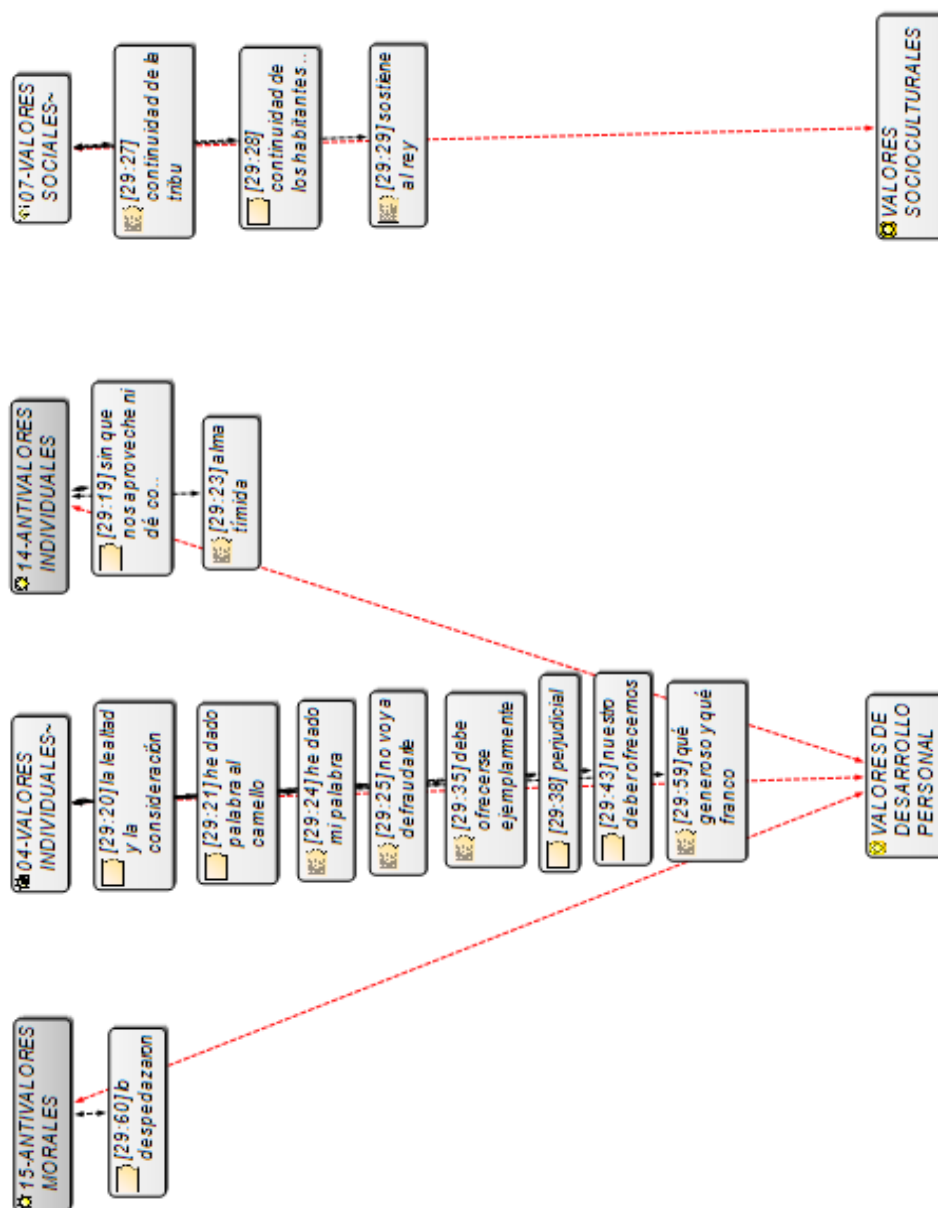 15-ANTIVALORES
MORALES
[29:60] lo
despedazaron
04-VALORES
INDIVIDUALES~
[29:20] la lealtad
y la
consideración
[29:21] he dado
palabra al
camello
[29:24] he dado
mi palabra
[29:25] no voy a
defraudarle
[29:35] debe
ofrecerse
ejemplarmente
[29:38] perjudicial
[29:43] nuestro
deber ofrecernos
[29:59] qué
generoso y qué
franco
VALORES DE
DESARROLLO
PERSONAL
14-ANTIVALORES
INDIVIDUALES
[29:19] sin que
nos aproveche ni
dé co..
[29:23] alma
tímida
07-VALORES
SOCIALES~
[29:27]
continuidad de la
tribu
[29:28]
continuidad de
los habitantes..
[29:29] sostiene
al rey
VALORES
SOCIOCULTURALES